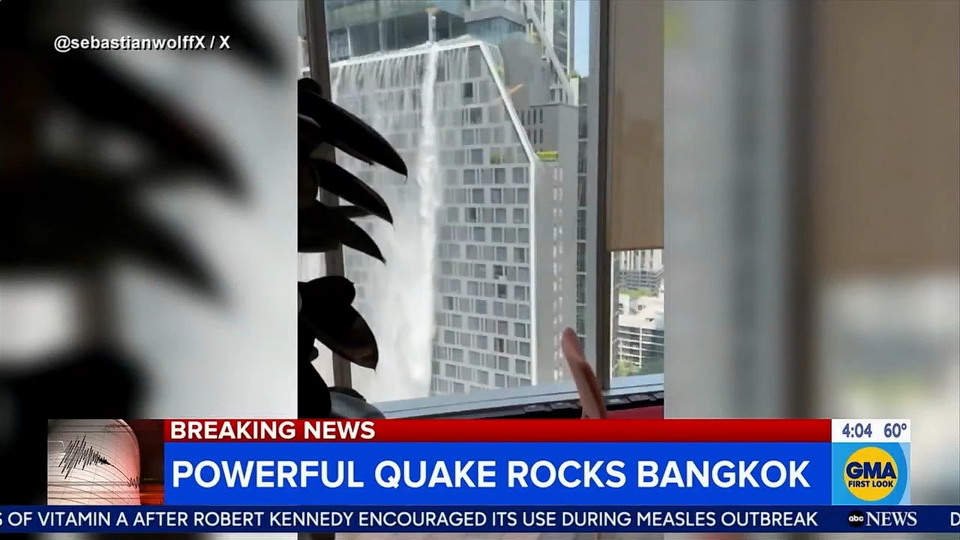 @sebastianwolffX / X
BREAKING NEWS
POWERFUL QUAKE ROCKS BANGKOK
4:04 60°
GMA
FIRST LOOK
OF VITAMIN A AFTER ROBERT KENNEDY ENCOURAGED ITS USE DURING MEASLES OUTBREAK
abc NEWS